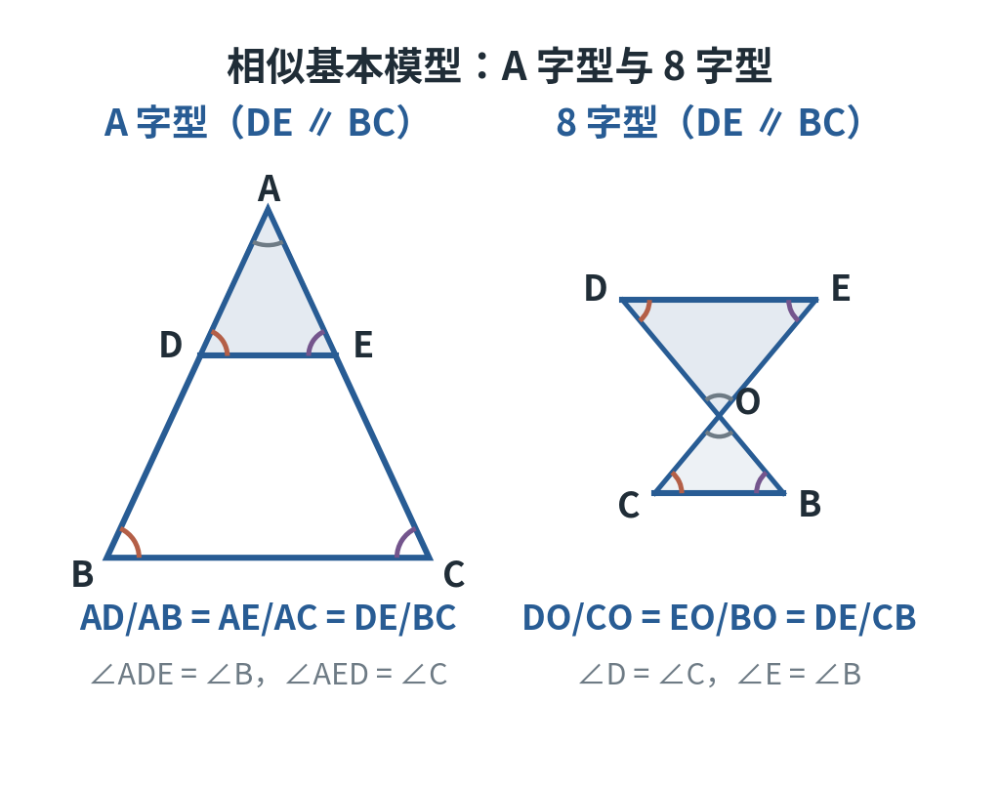 相似基本模型：A 字型与 8 字型
A 字型（DE ∥ BC）
8 字型（DE ∥ BC）
A
D
E
B
C
D
E
O
C
B
AD/AB = AE/AC = DE/BC
DO/CO = EO/BO = DE/CB
∠ADE = ∠B，∠AED = ∠C
∠D = ∠C，∠E = ∠B